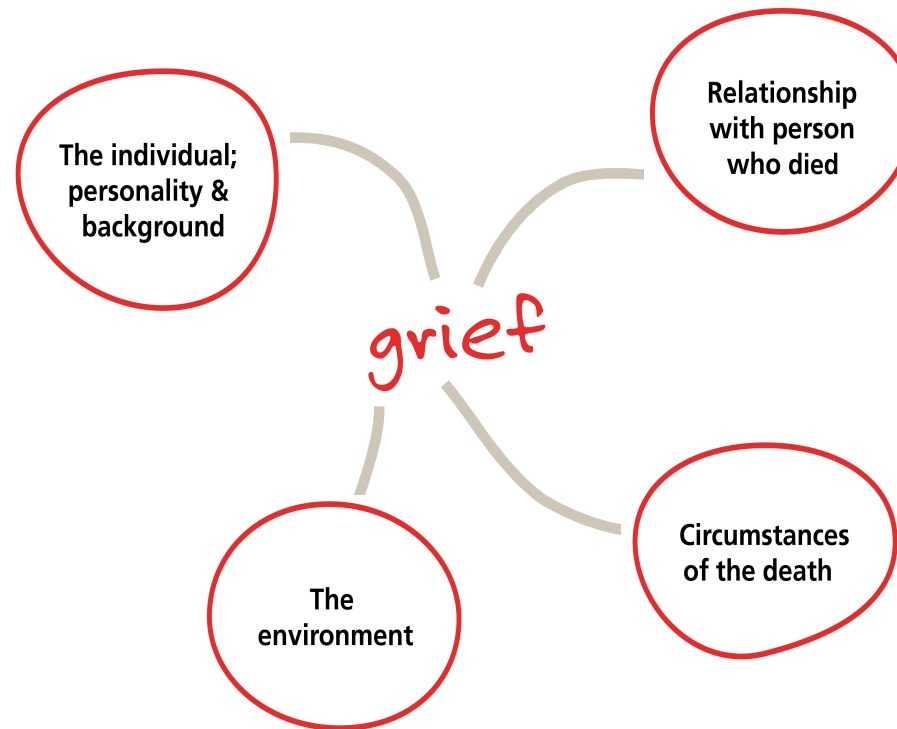 The individual;
personality &
background
Relationship
with person
who died
grief
The
environment
Circumstances
of the death